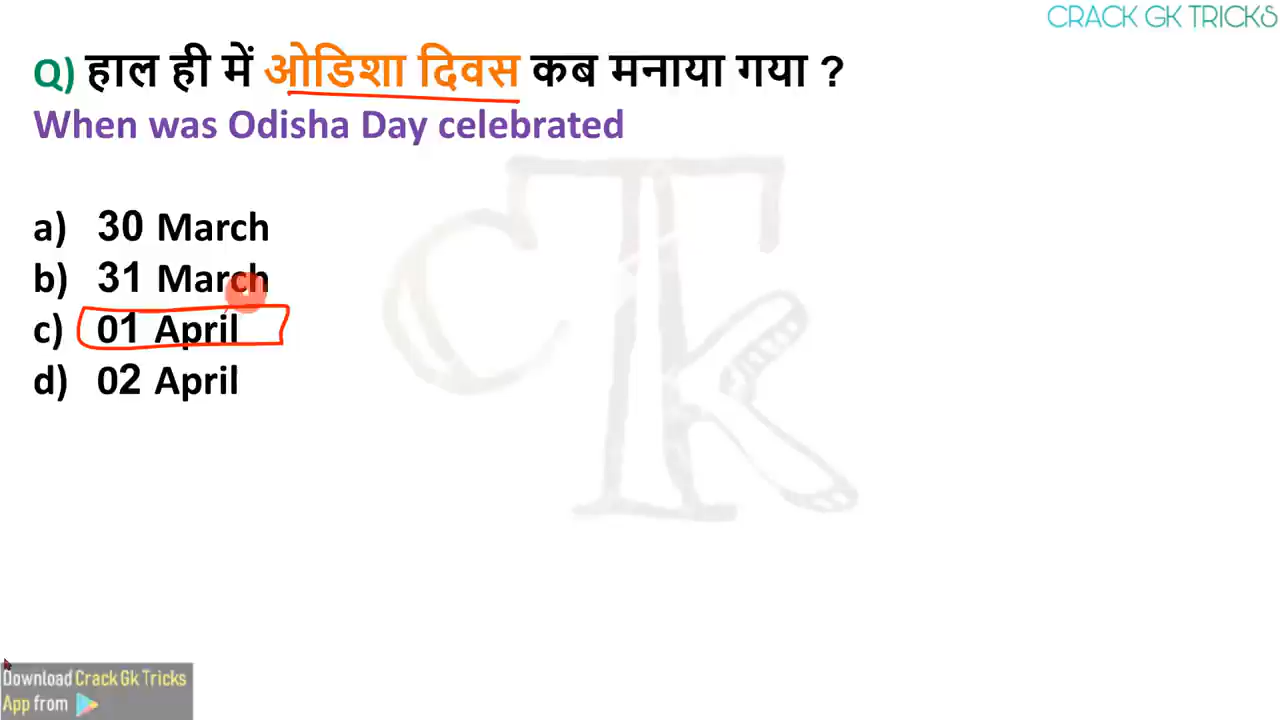 CRACK GK TRICKS
Q) हाल ही में ओडिशा दिवस कब मनाया गया ?
When was Odisha Day celebrated
a) 30 March
b) 31 March
c) 01 April
d) 02 April
CTk
Download Crack Gk Tricks
App from